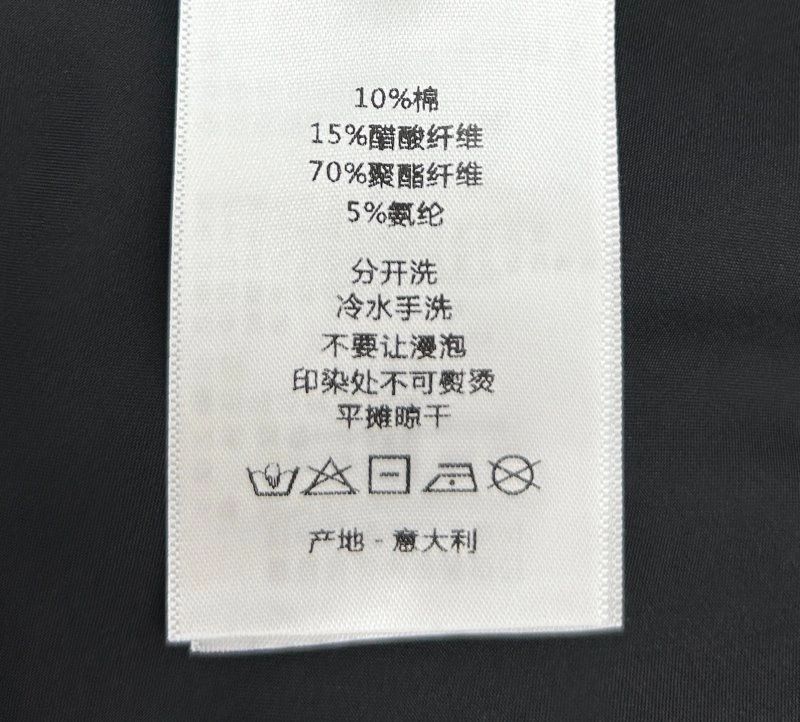 10%棉
15%醋酸纤维
70%聚酯纤维
5%氨纶
分开洗
冷水手洗
不要让漫泡
印染处不可熨烫
平摊晾干
产地 - 意大利